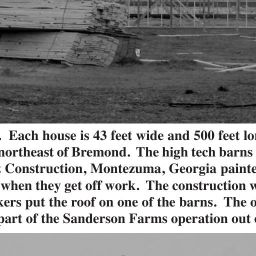 . Each house is 43 feet wide and 500 feet lo
northeast of Bremond. The high tech barns
Construction, Montezuma, Georgia painte
when they get off work. The construction w
kers put the roof on one of the barns. The o
part of the Sanderson Farms operation out